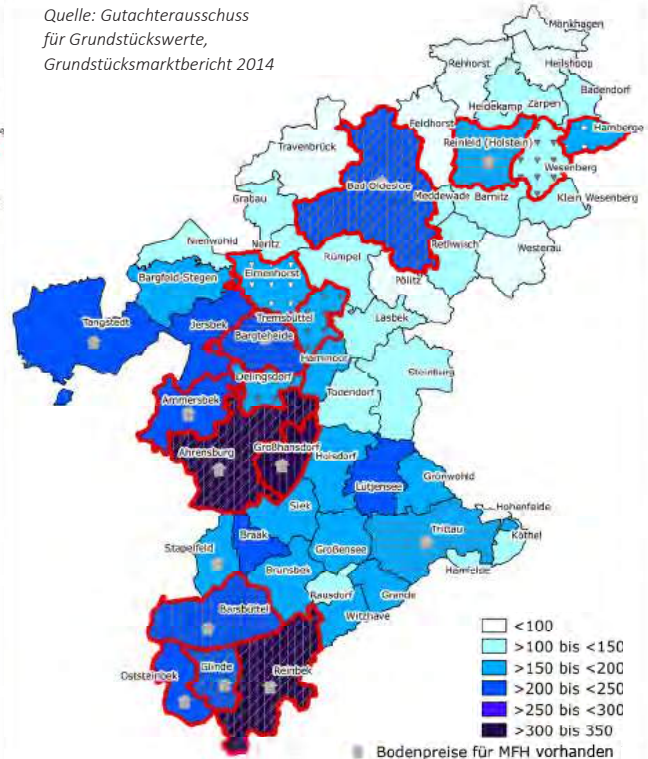 Quelle: Gutachterausschuss
für Grundstückswerte,
Grundstücksmarktbericht 2014
Mönkhagen
Rehhorst
Heilshoop
Heidekamp
Zarpen
Badendorf
Feldhorst
Hamberge
Reinfeld (Holstein)
Travenbrück
Wesenberg
Bad Oldesloe
Meddewade
Barnitz
Klein Wesenberg
Grabau
Nienwohld
Neritz
Rethwisch
Westerau
Rümpel
Bargfeld-Stegen
Elmenhorst
Pölitz
Tremsbüttel
Lasbek
Tangstedt
Jersbek
Bargteheide
Hammoor
Steinburg
Delingsdorf
Todendorf
Ammersbek
Ahrensburg
Großhansdorf
Hoisdorf
Lütjensee
Grönwohld
Siek
Hohenfelde
Trittau
Köthel
Stapelfeld
Braak
Großensee
Hamfelde
Brunsbek
Rausdorf
Grande
Witzhave
Barsbüttel
Oststeinbek
Glinde
Reinbek
<100
>100 bis <150
>150 bis <200
>200 bis <250
>250 bis <300
>300 bis 350
Bodenpreise für MFH vorhanden